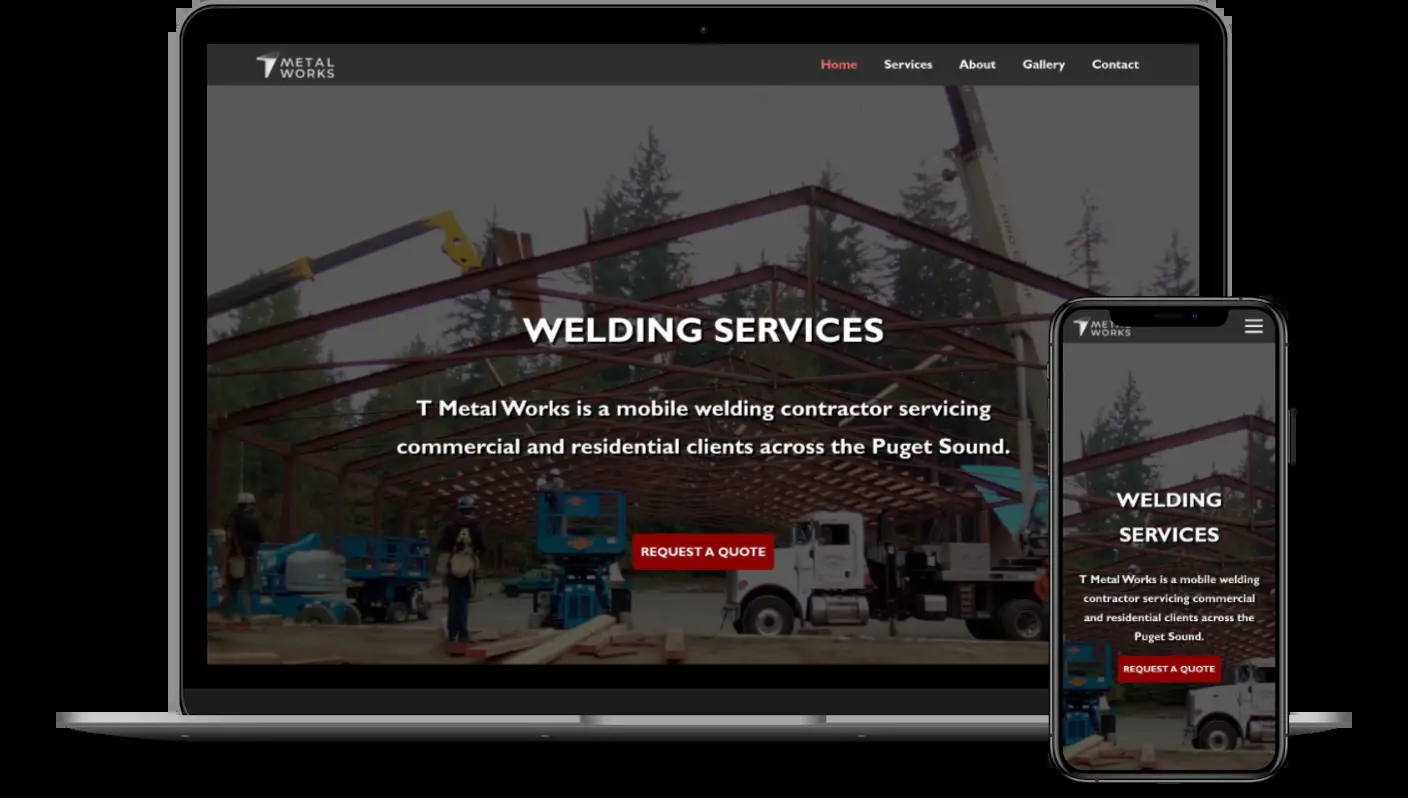 METAL
WORKS
Home
Services
About
Gallery
Contact
WELDING SERVICES
T Metal Works is a mobile welding contractor servicing
commercial and residential clients across the Puget Sound.
REQUEST A QUOTE
METAL
WORKS
WELDING
SERVICES
T Metal Works is a mobile welding
contractor servicing commercial
and residential clients across the
Puget Sound.
REQUEST A QUOTE